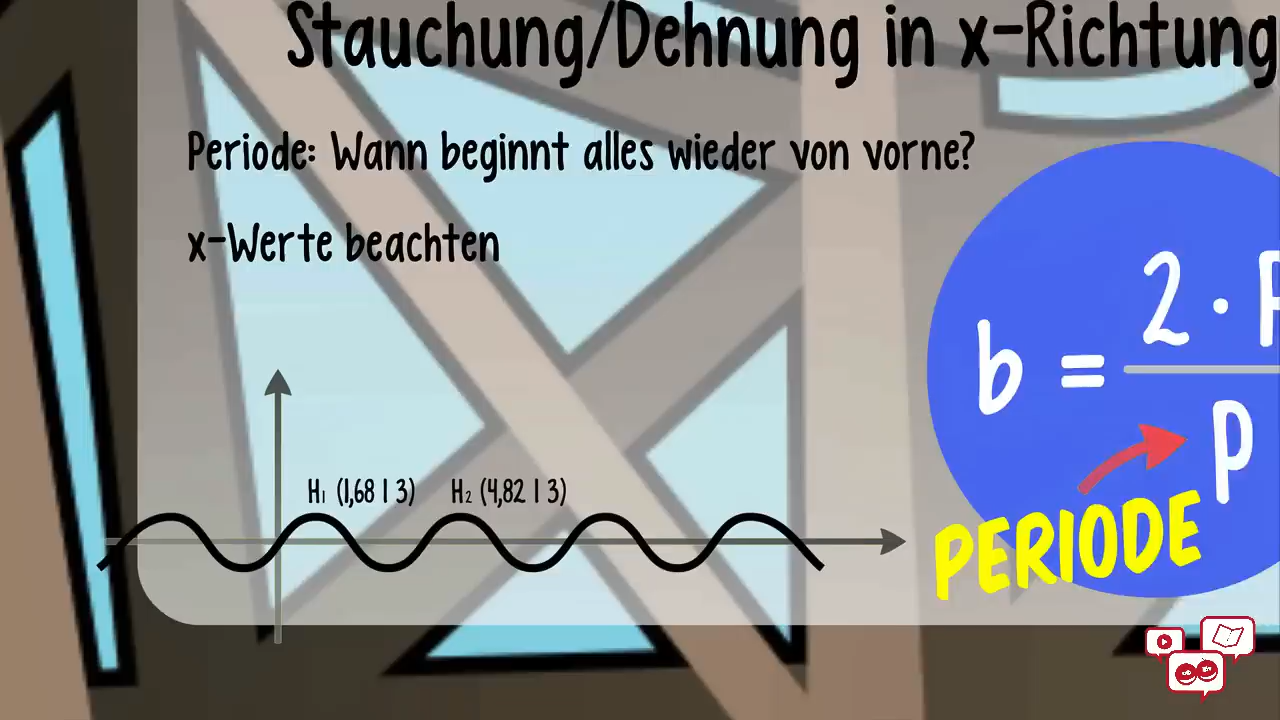 Stauchung/Dehnung in x-Richtung
Periode: Wann beginnt alles wieder von vorne?
x-Werte beachten
b = 2 · P
p
H₁ (1,68 | 3) H₂ (4,82 | 3)
PERIODE